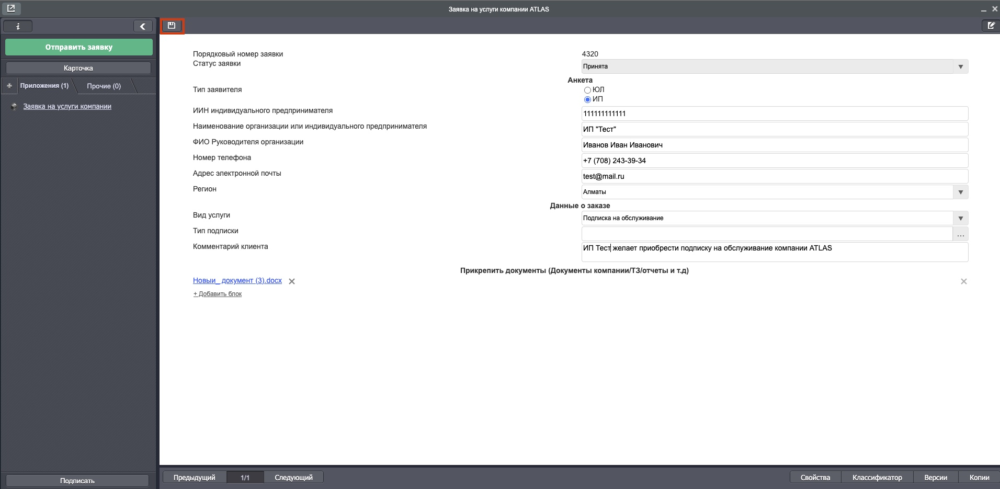 Заявка на услуги компании ATLAS
Отправить заявку
Карточка
Приложения (1)
Прочие (0)
Заявка на услуги компании
Порядковый номер заявки 4320
Статус заявки Принята
Анкета
Тип заявителя ЮЛ
ИП
ИИН индивидуального предпринимателя 111111111111
Наименование организации или индивидуального предпринимателя ИП "Тест"
ФИО Руководителя организации Иванов Иван Иванович
Номер телефона +7 (708) 243-39-34
Адрес электронной почты test@mail.ru
Регион Алматы
Данные о заказе
Вид услуги Подписка на обслуживание
Тип подписки ...
Комментарий клиента ИП Тест желает приобрести подписку на обслуживание компании ATLAS
Прикрепить документы (Документы компании/ТЗ/отчеты и т.д)
Новыи_ документ (3).docx
+ Добавить блок
Подписать
Предыдущий 1/1 Следующий
Свойства Классификатор Версии Копии